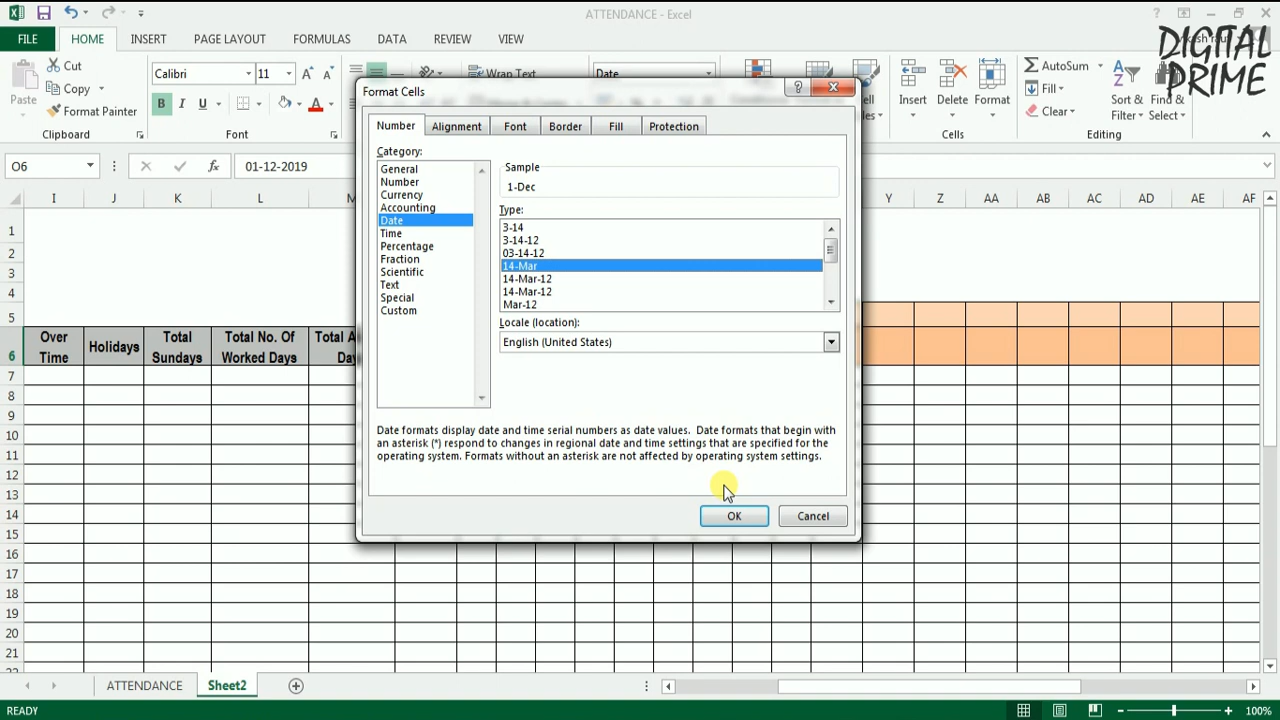 ATTENDANCE - Excel
FILE HOME INSERT PAGE LAYOUT FORMULAS DATA REVIEW VIEW
DIGITAL
PRIME
Paste
Cut
Copy
Format Painter
Clipboard
Calibri 11
B I U A
Font
Wrap Text
Date
Insert Delete Format
Cells
AutoSum
Fill
Clear
Sort &
Filter
Find &
Select
Editing
O6 fx 01-12-2019
I J K L Y Z AA AB AC AD AE AF
1
2
3
4
5
6
7
8
9
10
11
12
13
14
15
16
17
18
19
20
21
Over
Time
Holidays
Total
Sundays
Total No. Of
Worked Days
Format Cells
Number Alignment Font Border Fill Protection
Category:
General
Number
Currency
Accounting
Date
Time
Percentage
Fraction
Scientific
Text
Special
Custom
Sample
1-Dec
Type:
3-14
3-14-12
03-14-12
14-Mar
14-Mar-12
14-Mar-12
Mar-12
Locale (location):
English (United States)
Date formats display date and time serial numbers as date values. Date formats that begin with
an asterisk (*) respond to changes in regional date and time settings that are specified for the
operating system. Formats without an asterisk are not affected by operating system settings.
OK Cancel
ATTENDANCE Sheet2
READY 100%